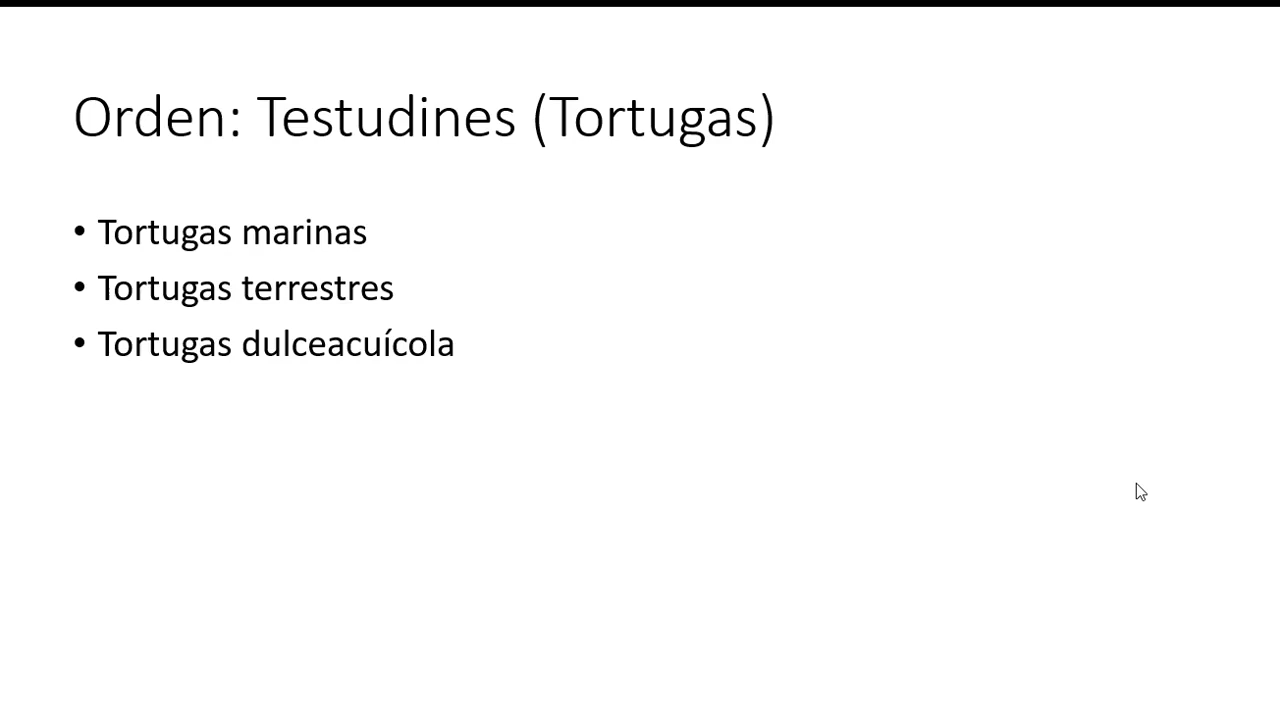 Orden: Testudines (Tortugas)
• Tortugas marinas
• Tortugas terrestres
• Tortugas dulceacuícola